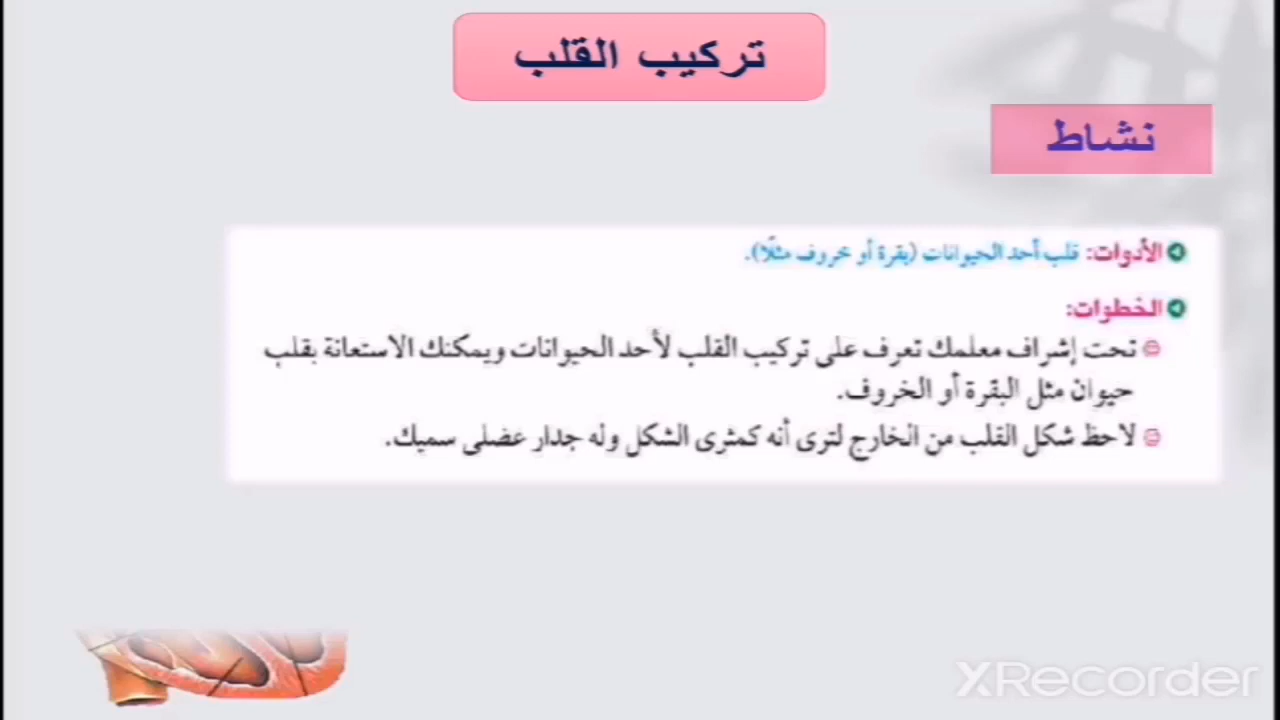 تركيب القلب
نشاط
الأدوات: قلب أحد الحيوانات (بقرة أو خروف مثلًا).
الخطوات:
تحت إشراف معلمك تعرف على تركيب القلب لأحد الحيوانات ويمكنك الاستعانة بقلب
حيوان مثل البقرة أو الخروف.
لاحظ شكل القلب من الخارج لترى أنه كمثرى الشكل وله جدار عضلى سميك.
XRecorder